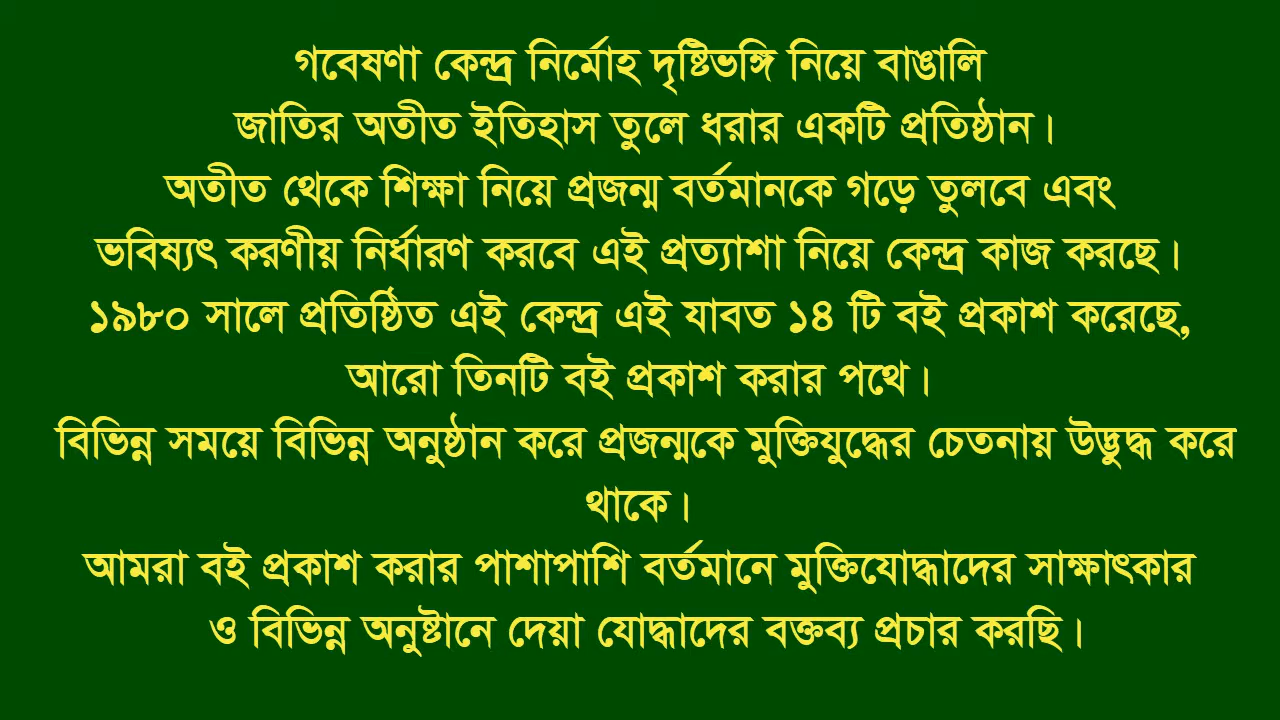 গবেষণা কেন্দ্র নির্মোহ দৃষ্টিভঙ্গি নিয়ে বাঙালি
জাতির অতীত ইতিহাস তুলে ধরার একটি প্রতিষ্ঠান।
অতীত থেকে শিক্ষা নিয়ে প্রজন্ম বর্তমানকে গড়ে তুলবে এবং
ভবিষ্যৎ করণীয় নির্ধারণ করবে এই প্রত্যাশা নিয়ে কেন্দ্র কাজ করছে।
১৯৮০ সালে প্রতিষ্ঠিত এই কেন্দ্র এই যাবত ১৪ টি বই প্রকাশ করেছে,
আরো তিনটি বই প্রকাশ করার পথে।
বিভিন্ন সময়ে বিভিন্ন অনুষ্ঠান করে প্রজন্মকে মুক্তিযুদ্ধের চেতনায় উদ্ভুদ্ধ করে
থাকে।
আমরা বই প্রকাশ করার পাশাপাশি বর্তমানে মুক্তিযোদ্ধাদের সাক্ষাৎকার
ও বিভিন্ন অনুষ্টানে দেয়া যোদ্ধাদের বক্তব্য প্রচার করছি।